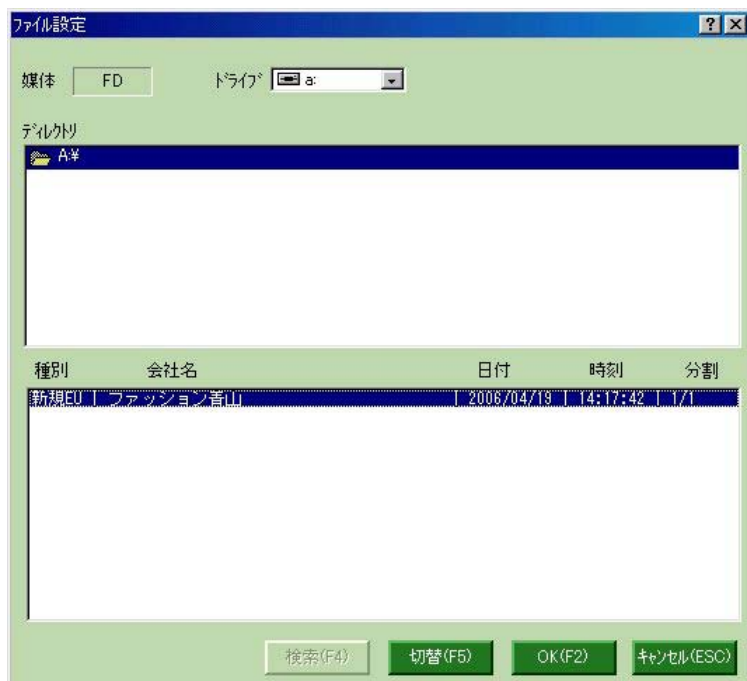 ファイル設定
媒体 FD ドライブ a:
ディレクトリ
A:¥
種別 会社名 日付 時刻 分割
新規EU | ファッション青山 | 2006/04/19 | 14:17:42 | 1/1
検索(F4) 切替(F5) OK(F2) キャンセル(ESC)